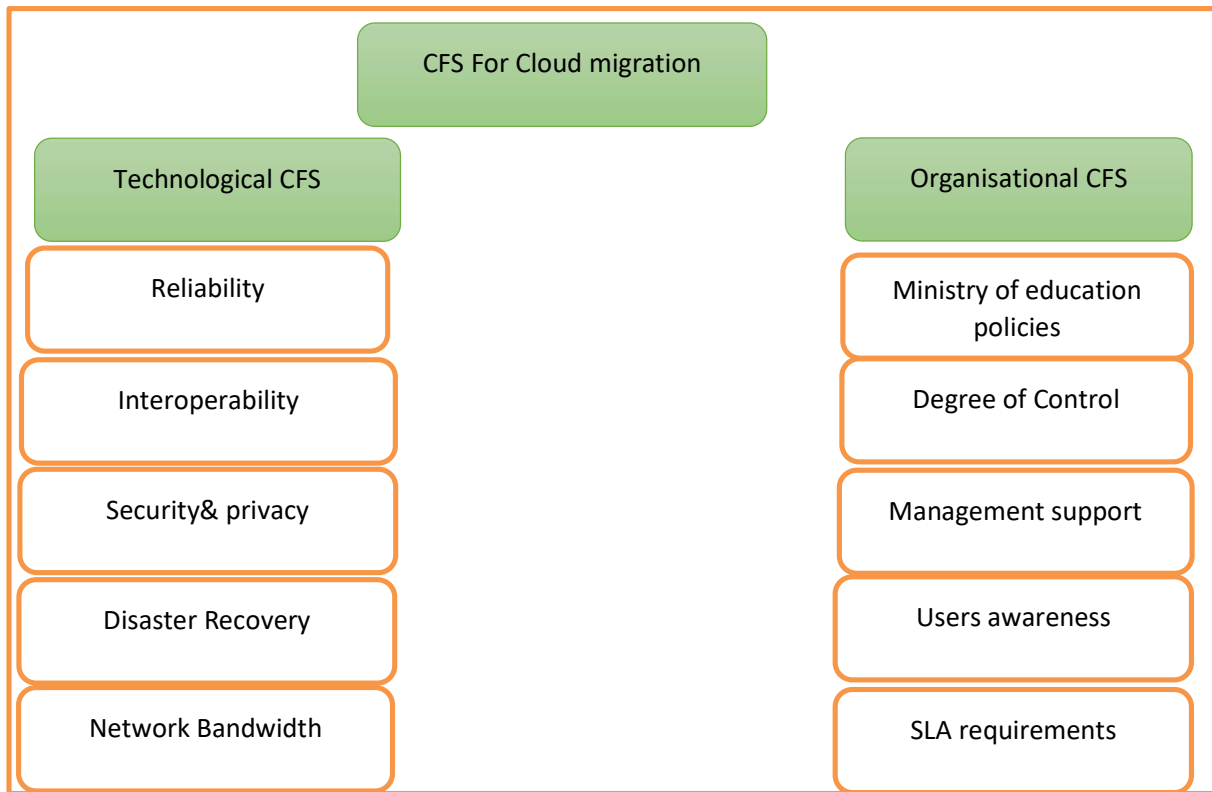 CFS For Cloud migration
Technological CFS
Reliability
Interoperability
Security& privacy
Disaster Recovery
Network Bandwidth
Organisational CFS
Ministry of education
policies
Degree of Control
Management support
Users awareness
SLA requirements